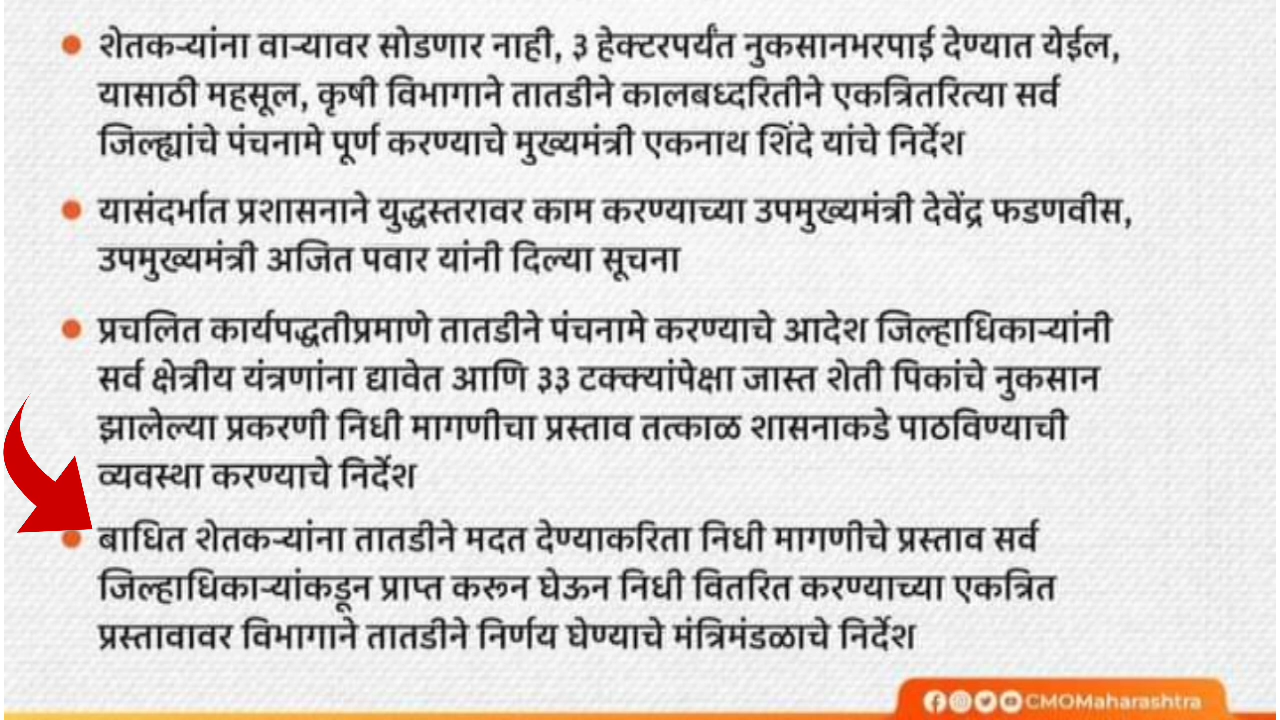 शेतकऱ्यांना वाऱ्यावर सोडणार नाही, ३ हेक्टरपर्यंत नुकसानभरपाई देण्यात येईल,
यासाठी महसूल, कृषी विभागाने तातडीने कालबध्दरितीने एकत्रितरित्या सर्व
जिल्ह्यांचे पंचनामे पूर्ण करण्याचे मुख्यमंत्री एकनाथ शिंदे यांचे निर्देश
यासंदर्भात प्रशासनाने युद्धस्तरावर काम करण्याच्या उपमुख्यमंत्री देवेंद्र फडणवीस,
उपमुख्यमंत्री अजित पवार यांनी दिल्या सूचना
प्रचलित कार्यपद्धतीप्रमाणे तातडीने पंचनामे करण्याचे आदेश जिल्हाधिकाऱ्यांनी
सर्व क्षेत्रीय यंत्रणांना द्यावेत आणि ३३ टक्क्यांपेक्षा जास्त शेती पिकांचे नुकसान
झालेल्या प्रकरणी निधी मागणीचा प्रस्ताव तत्काळ शासनाकडे पाठविण्याची
व्यवस्था करण्याचे निर्देश
बाधित शेतकऱ्यांना तातडीने मदत देण्याकरिता निधी मागणीचे प्रस्ताव सर्व
जिल्हाधिकाऱ्यांकडून प्राप्त करून घेऊन निधी वितरित करण्याच्या एकत्रित
प्रस्तावावर विभागाने तातडीने निर्णय घेण्याचे मंत्रिमंडळाचे निर्देश
CMOMaharashtra